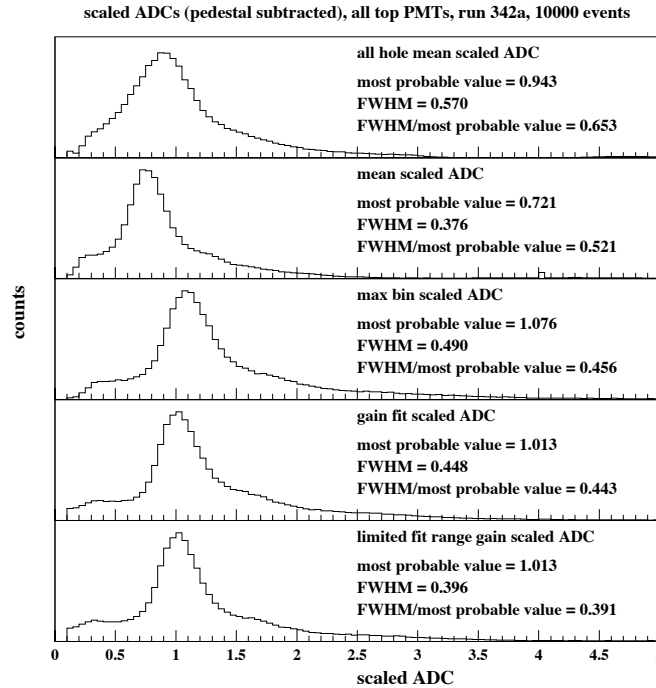 scaled ADCs (pedestal subtracted), all top PMTs, run 342a, 10000 events
all hole mean scaled ADC
most probable value = 0.943
FWHM = 0.570
FWHM/most probable value = 0.653
mean scaled ADC
most probable value = 0.721
FWHM = 0.376
FWHM/most probable value = 0.521
counts
max bin scaled ADC
most probable value = 1.076
FWHM = 0.490
FWHM/most probable value = 0.456
gain fit scaled ADC
most probable value = 1.013
FWHM = 0.448
FWHM/most probable value = 0.443
limited fit range gain scaled ADC
most probable value = 1.013
FWHM = 0.396
FWHM/most probable value = 0.391
0 0.5 1 1.5 2 2.5 3 3.5 4 4.5
scaled ADC